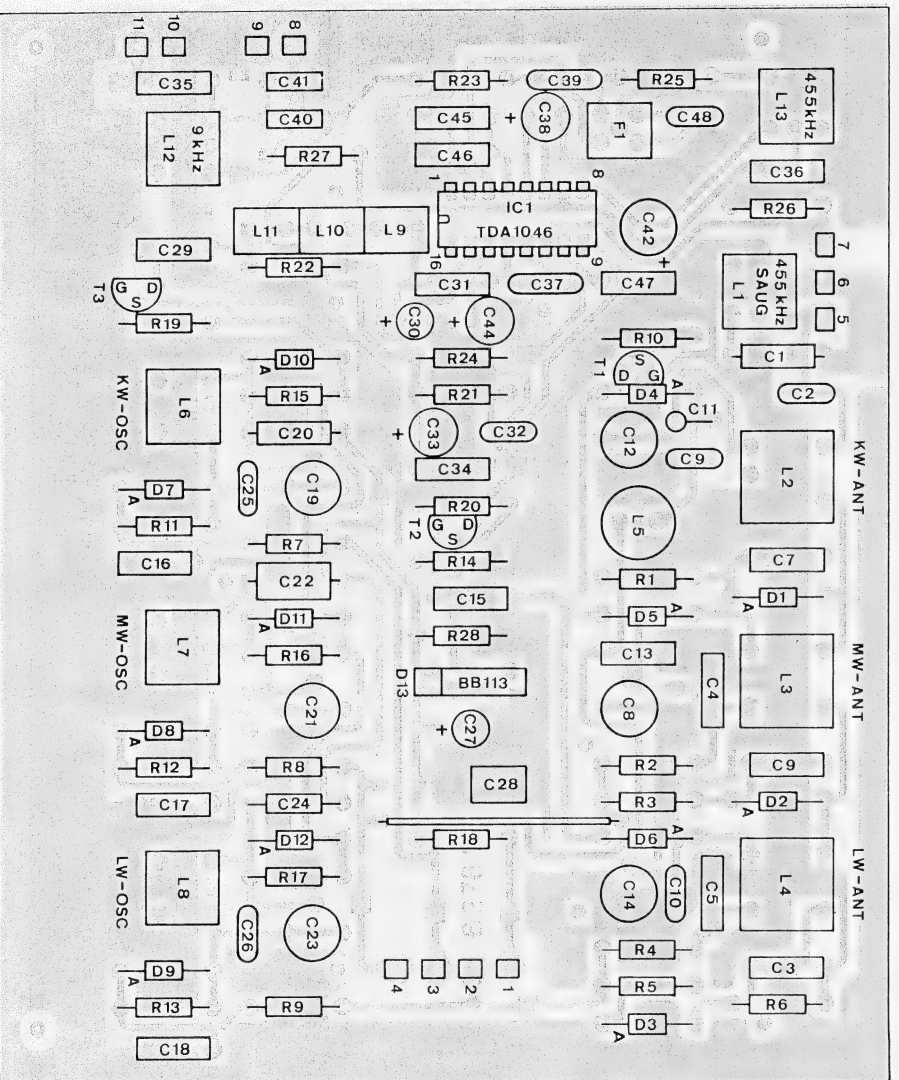 11
10
9
8
C35
C41
R23
C39
R25
455kHz
L13
C40
C45
+
C38
F1
C48
9kHz
L12
R27
C46
C36
1
8
IC1
TDA1046
R26
L11
L10
L9
C42
+
7
C29
R22
16
9
455kHz
SAUG
L1
6
C31
C37
C47
5
T3
G
D
S
R19
+
C30
+
C44
R10
D10
A
R24
T1
S
D
G
C1
KW-OSC
L6
R15
R21
A
D4
C2
C20
+
C33
C32
C12
C11
C34
C9
L2
KW-ANT
D7
A
C25
C19
R20
R11
T2
G
D
S
L5
R7
R14
C16
C7
C22
R1
C15
D1
A
D11
A
D5
A
MW-OSC
L7
R16
R28
C13
D13
BB113
C4
L3
MW-ANT
C21
C8
D8
A
+
C27
R12
R8
R2
C9
C28
C17
C24
R3
D2
A
D12
A
R18
D6
A
LW-OSC
L8
R17
C14
C10
C5
L4
LW-ANT
C26
C23
R4
D9
A
4
3
2
1
C3
R5
R13
R9
R6
D3
A
C18